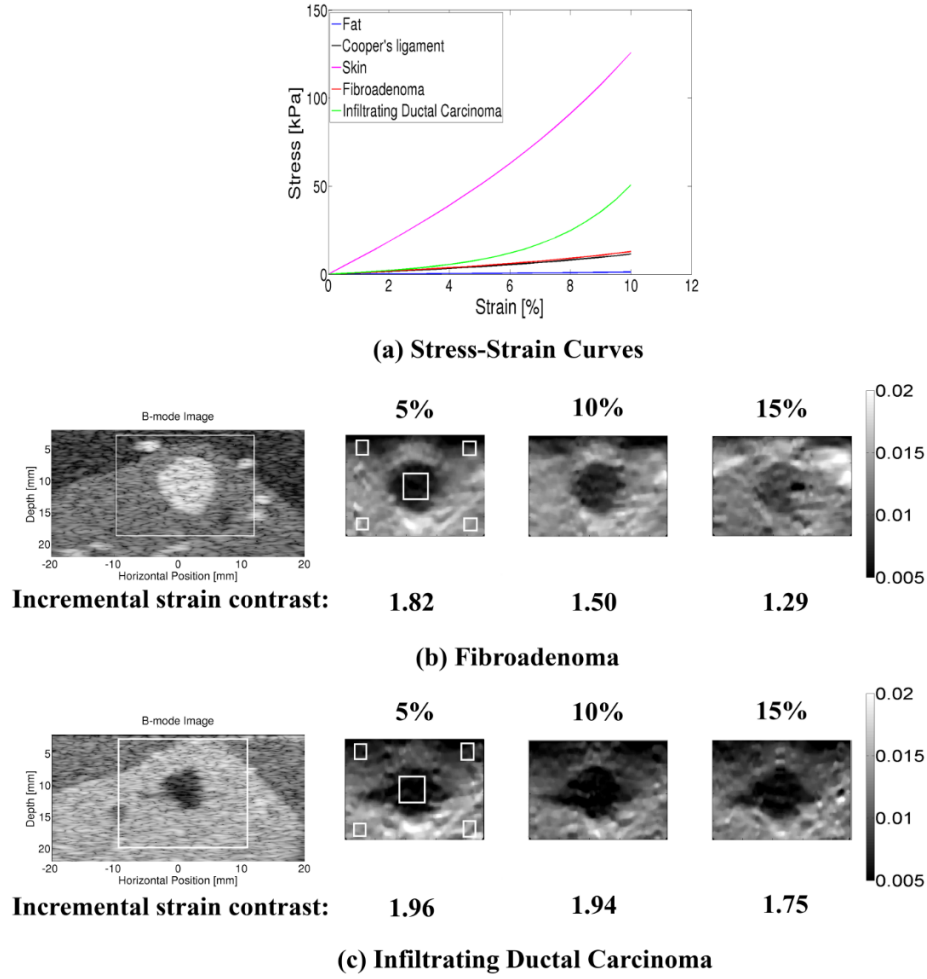 150
100
50
0
Stress [kPa]
Fat
Cooper's ligament
Skin
Fibroadenoma
Infiltrating Ductal Carcinoma
0 2 4 6 8 10 12
Strain [%]
(a) Stress-Strain Curves
B-mode Image
5
10
15
20
Depth [mm]
-20 -10 0 10 20
Horizontal Position [mm]
5% 10% 15%
0.02
0.015
0.01
0.005
Incremental strain contrast: 1.82 1.50 1.29
(b) Fibroadenoma
B-mode Image
5
10
15
20
Depth [mm]
-20 -10 0 10 20
Horizontal Position [mm]
5% 10% 15%
0.02
0.015
0.01
0.005
Incremental strain contrast: 1.96 1.94 1.75
(c) Infiltrating Ductal Carcinoma